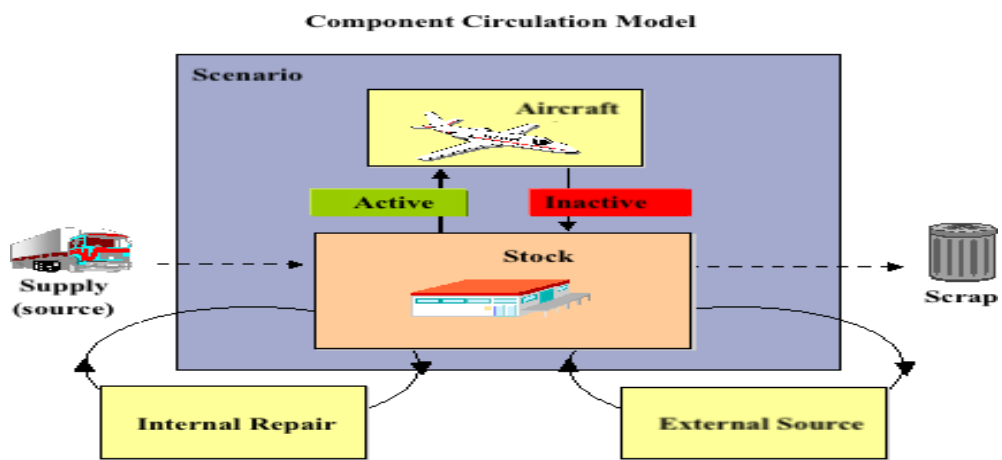 Component Circulation Model
Scenario
Aircraft
Active
Inactive
Stock
Supply
(source)
Scrap
Internal Repair
External Source